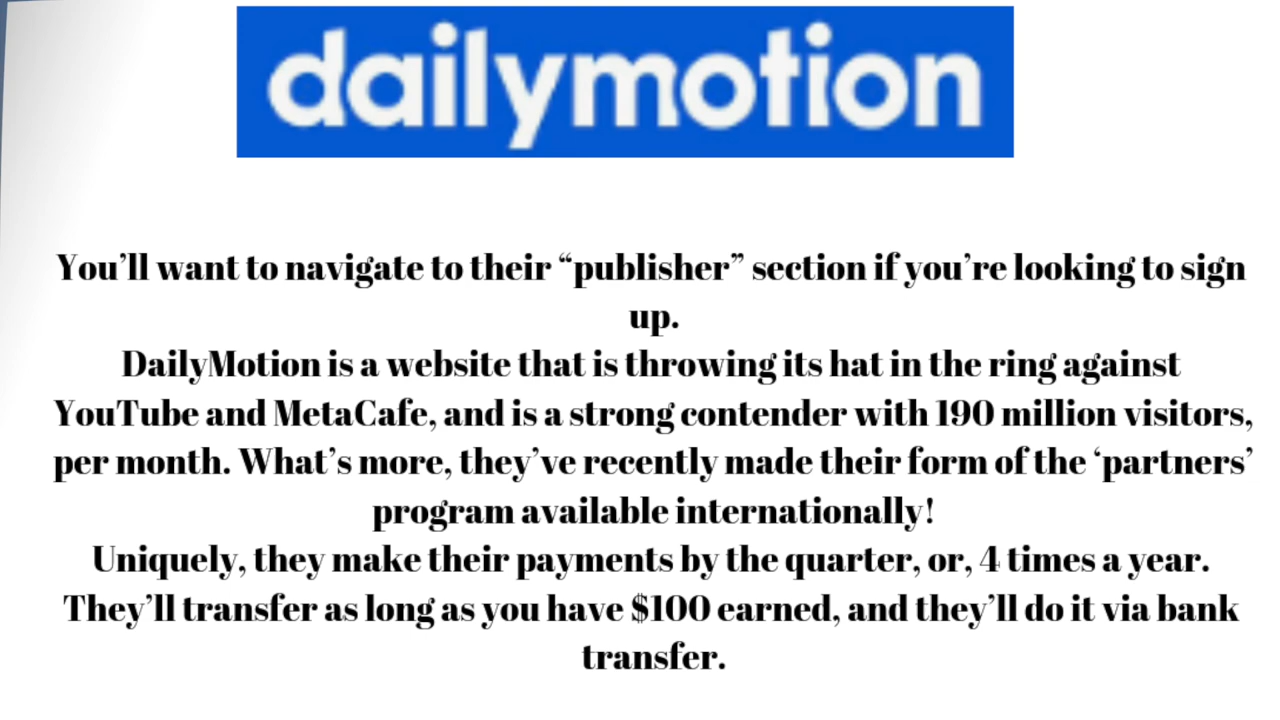 dailymotion
You’ll want to navigate to their “publisher” section if you’re looking to sign
up.
DailyMotion is a website that is throwing its hat in the ring against
YouTube and MetaCafe, and is a strong contender with 190 million visitors,
per month. What’s more, they’ve recently made their form of the ‘partners’
program available internationally!
Uniquely, they make their payments by the quarter, or, 4 times a year.
They’ll transfer as long as you have $100 earned, and they’ll do it via bank
transfer.